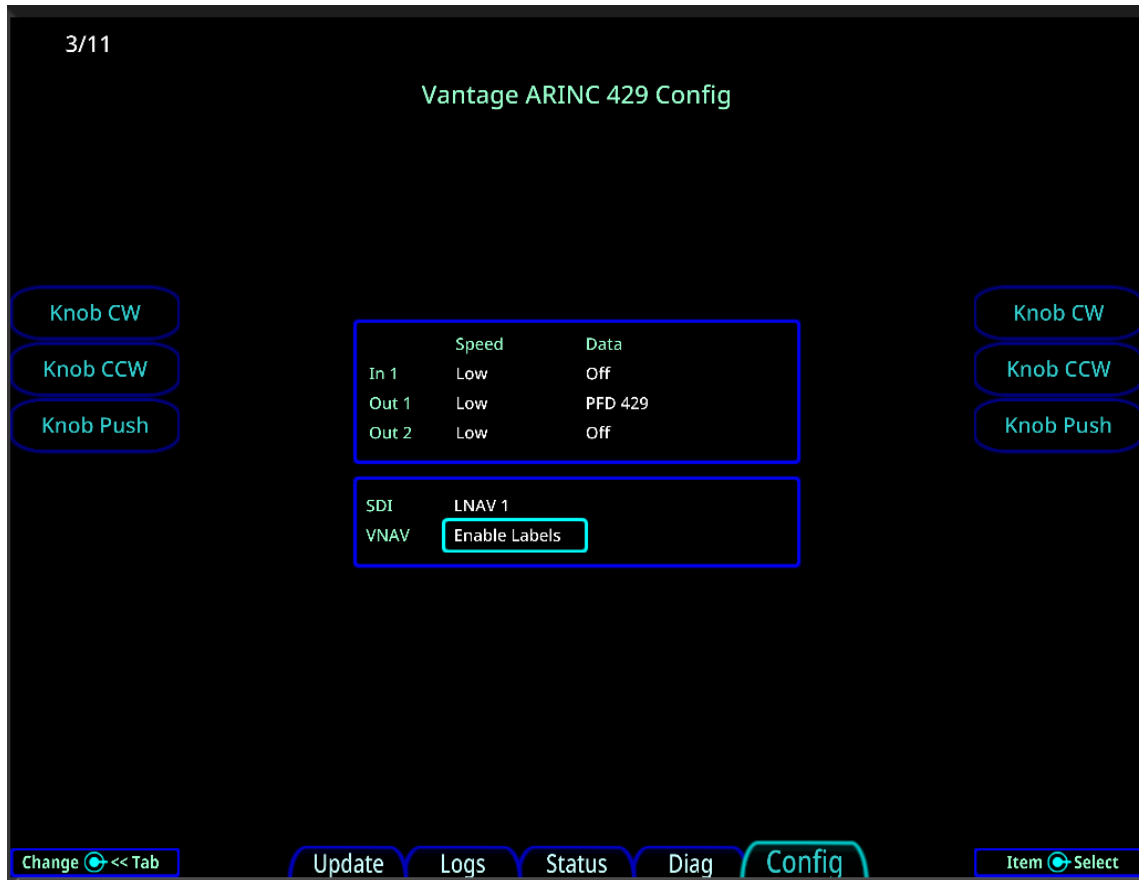 3/11
Vantage ARINC 429 Config
Knob CW
Knob CCW
Knob Push
Speed Data
In 1 Low Off
Out 1 Low PFD 429
Out 2 Low Off
SDI LNAV 1
VNAV Enable Labels
Knob CW
Knob CCW
Knob Push
Change << Tab
Update Logs Status Diag Config
Item Select